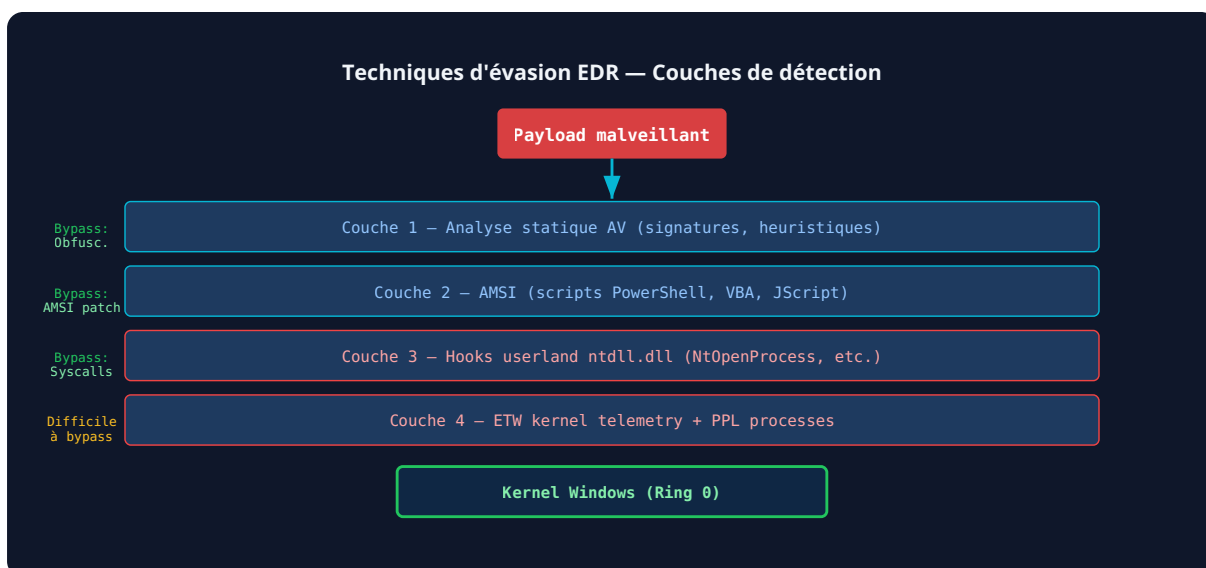 Techniques d'évasion EDR — Couches de détection
Payload malveillant
Bypass:
Obfusc.
Couche 1 — Analyse statique AV (signatures, heuristiques)
Bypass:
AMSI patch
Couche 2 — AMSI (scripts PowerShell, VBA, JScript)
Bypass:
Syscalls
Couche 3 — Hooks userland ntdll.dll (NtOpenProcess, etc.)
Difficile
à bypass
Couche 4 — ETW kernel telemetry + PPL processes
Kernel Windows (Ring 0)